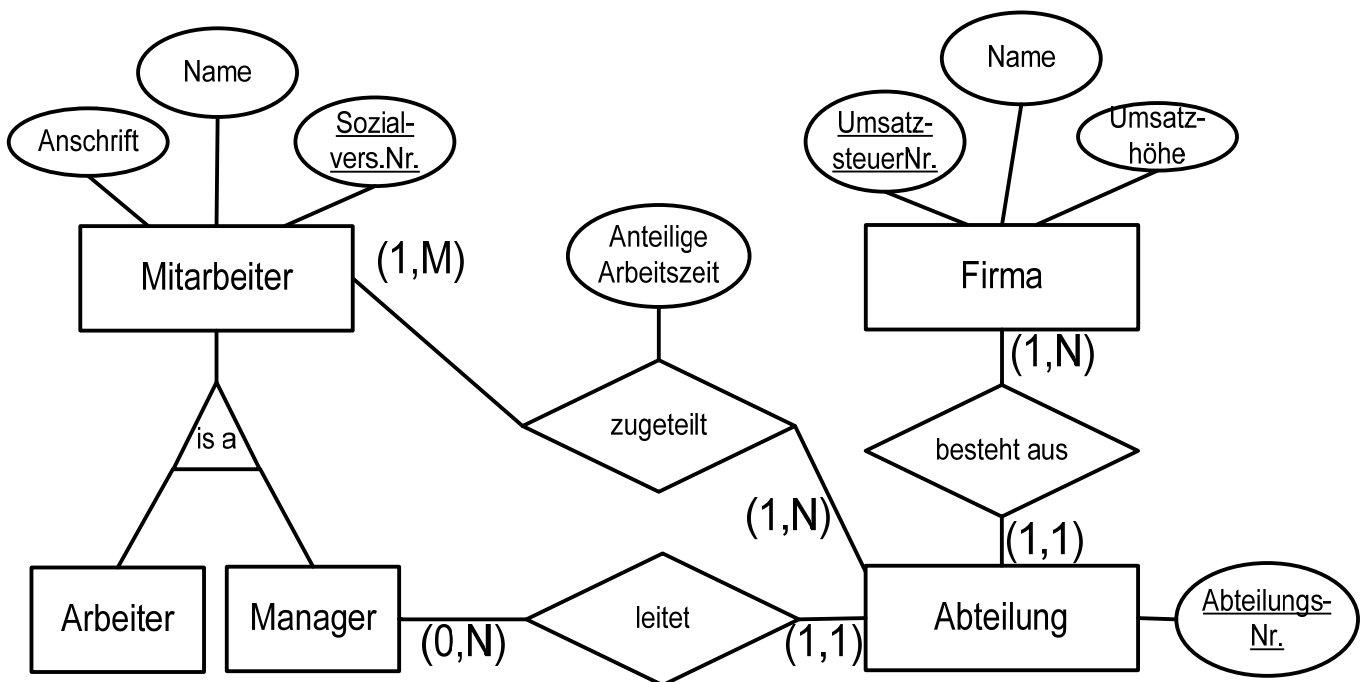 Name
Anschrift
Sozial-
vers.Nr.
Mitarbeiter
(1,M)
is a
Arbeiter
Manager
(0,N)
leitet
(1,1)
Anteilige
Arbeitszeit
zugeteilt
(1,N)
Name
Umsatz-
steuerNr.
Umsatz-
höhe
Firma
(1,N)
besteht aus
(1,1)
Abteilung
Abteilungs-
Nr.